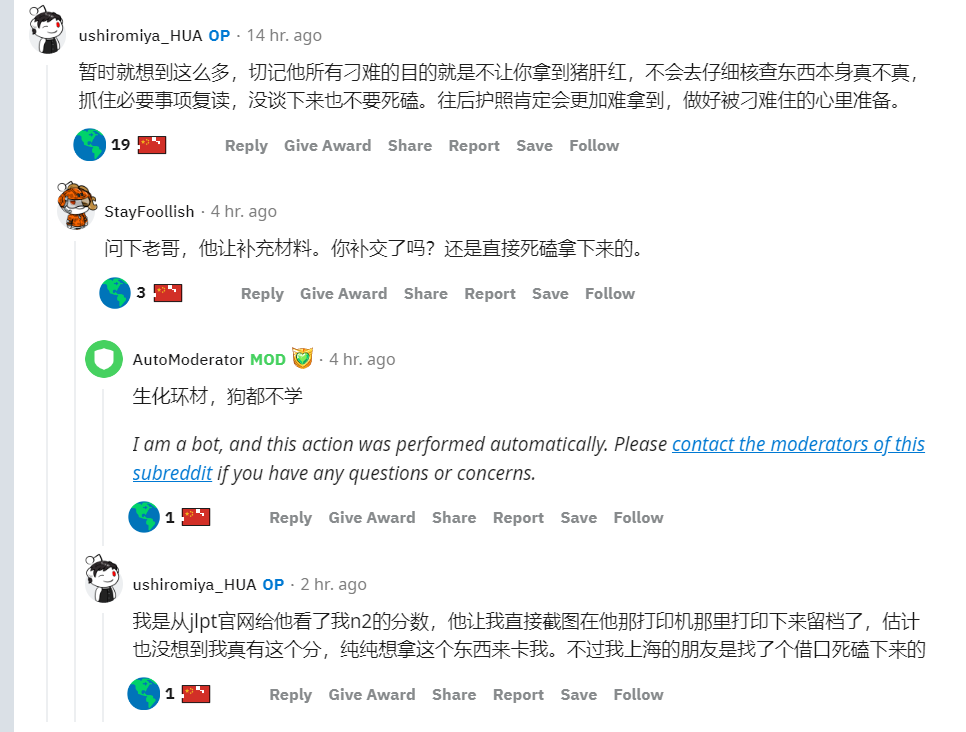 ushiromiya_HUA OP · 14 hr. ago
暂时就想到这么多，切记他所有刁难的目的就是不让你拿到猪肝红，不会去仔细核查东西本身真不真，
抓住必要事项复读，没谈下来也不要死磕。往后护照肯定会更加难拿到，做好被刁难住的心里准备。
19 Reply Give Award Share Report Save Follow
StayFoollish · 4 hr. ago
问下老哥，他让补充材料。你补交了吗？还是直接死磕拿下来的。
3 Reply Give Award Share Report Save Follow
AutoModerator MOD · 4 hr. ago
生化环材，狗都不学
I am a bot, and this action was performed automatically. Please contact the moderators of this
subreddit if you have any questions or concerns.
1 Reply Give Award Share Report Save Follow
ushiromiya_HUA OP · 2 hr. ago
我是从jlpt官网给他看了我n2的分数，他让我直接截图在他那打印机那里打印下来留档了，估计
也没想到我真有这个分，纯纯想拿这个东西来卡我。不过我上海的朋友是找了个借口死磕下来的
1 Reply Give Award Share Report Save Follow